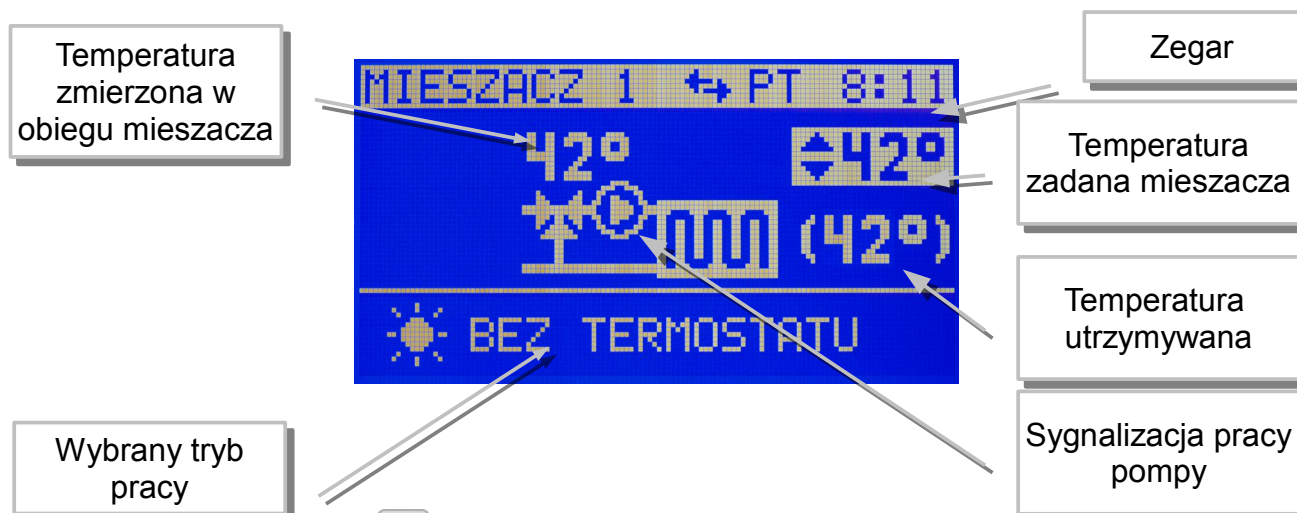 Temperatura
zmierzona w
obiegu mieszacza
MIESZACZ 1 PT 8:11
42° 42°
(42°)
BEZ TERMOSTATU
Wybrany tryb
pracy
Zegar
Temperatura
zadana mieszacza
Temperatura
utrzymywana
Sygnalizacja pracy
pompy